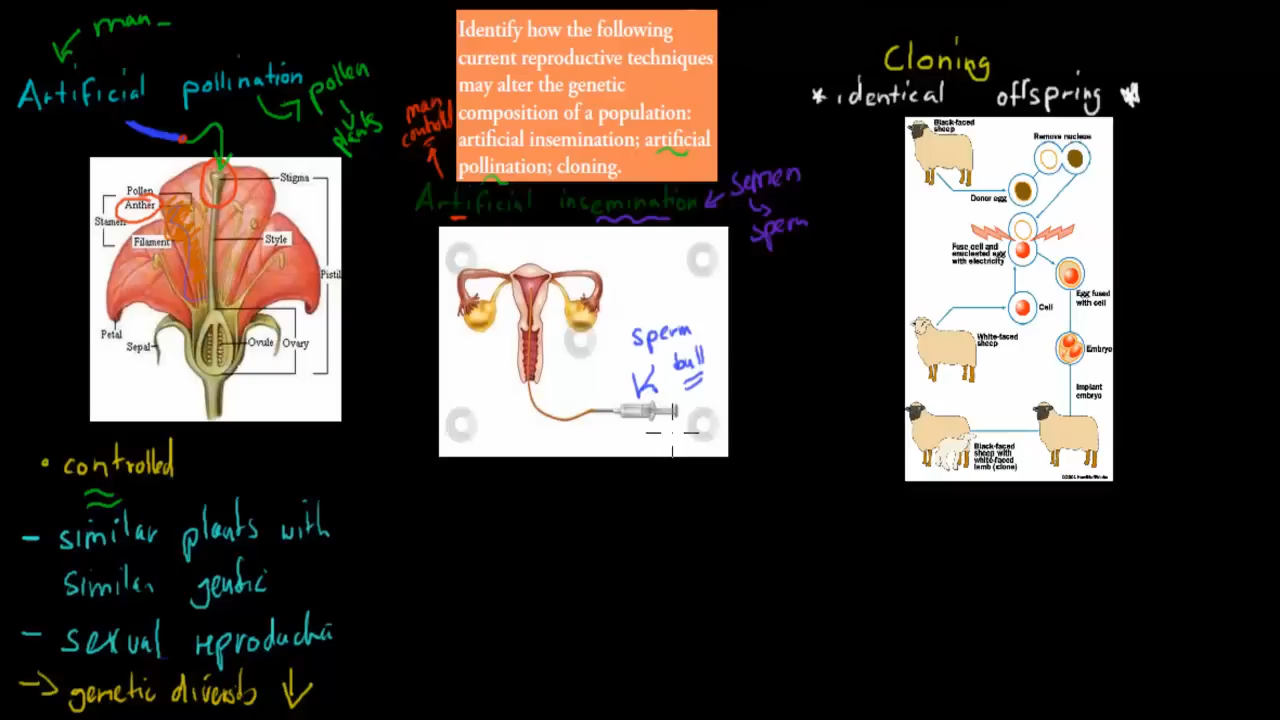 man
Artificial pollination
pollen
plants
Pollen
Anther
Stamen
Filament
Stigma
Style
Pistil
Petal
Sepal
Ovule
Ovary
• controlled
- similar plants with
similar
- sexual
-> genetic ↓
Identify how the following
current reproductive techniques
may alter the genetic
composition of a population:
artificial insemination; artificial
pollination; cloning.
man
control
Artificial insemination
semen
sperm
sperm
bull
Cloning
* identical offspring *
Black-faced
sheep
Remove nucleus
Donor egg
Fuse cell and
enucleated egg
with electricity
Egg fused
with cell
Cell
White-faced
sheep
Embryo
Implant
embryo
Black-faced
sheep with
white-faced
lamb (clone)